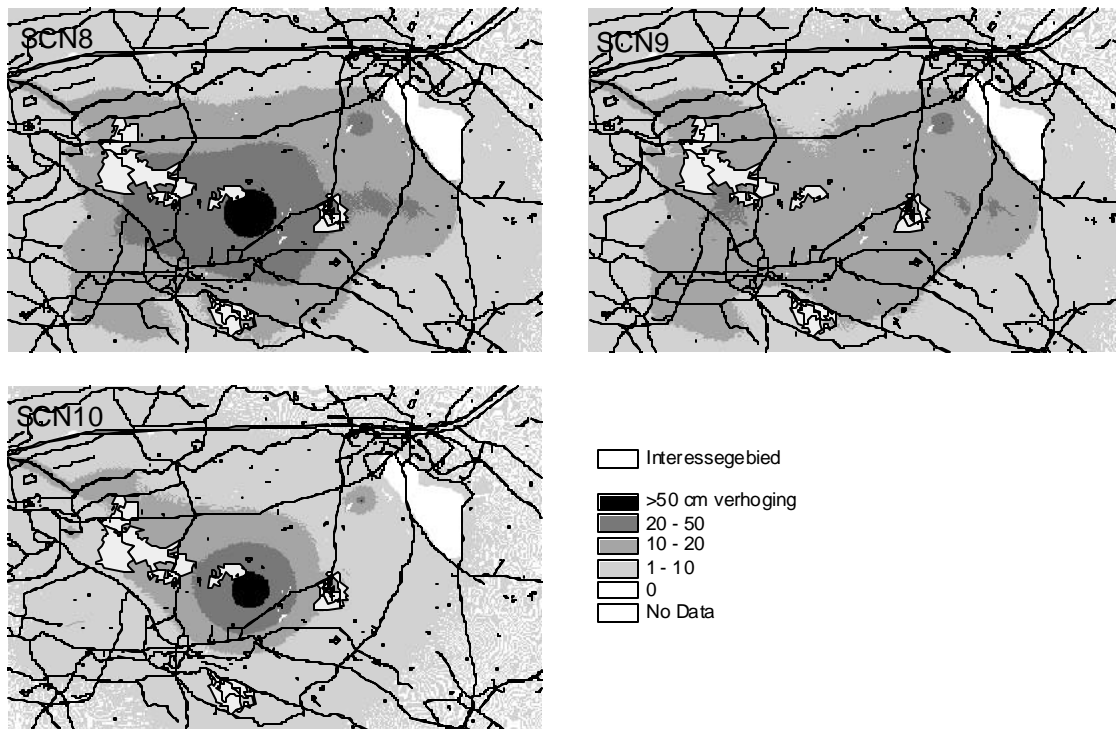 SCN8
SCN9
SCN10
Interessegebied
>50 cm verhoging
20 - 50
10 - 20
1 - 10
0
No Data